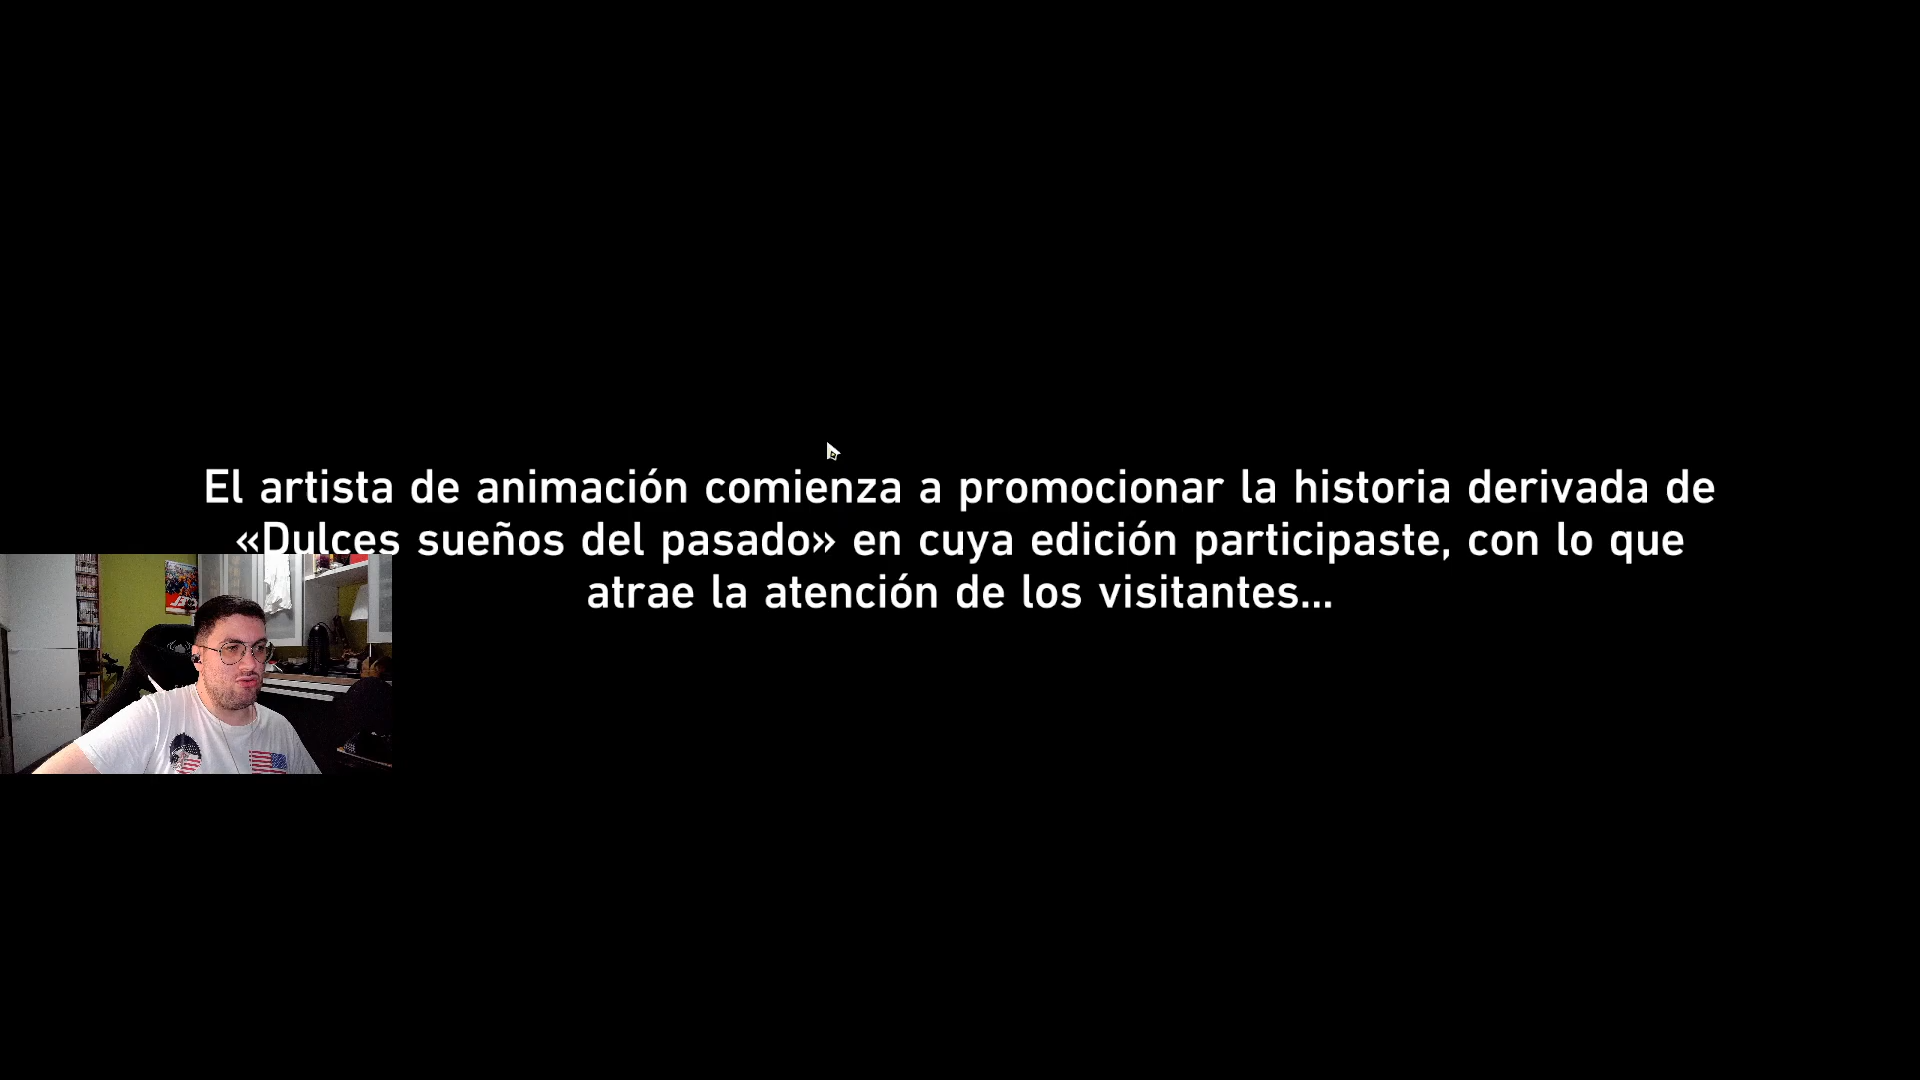 El artista de animación comienza a promocionar la historia derivada de
«Dulces sueños del pasado» en cuya edición participaste, con lo que
atrae la atención de los visitantes...